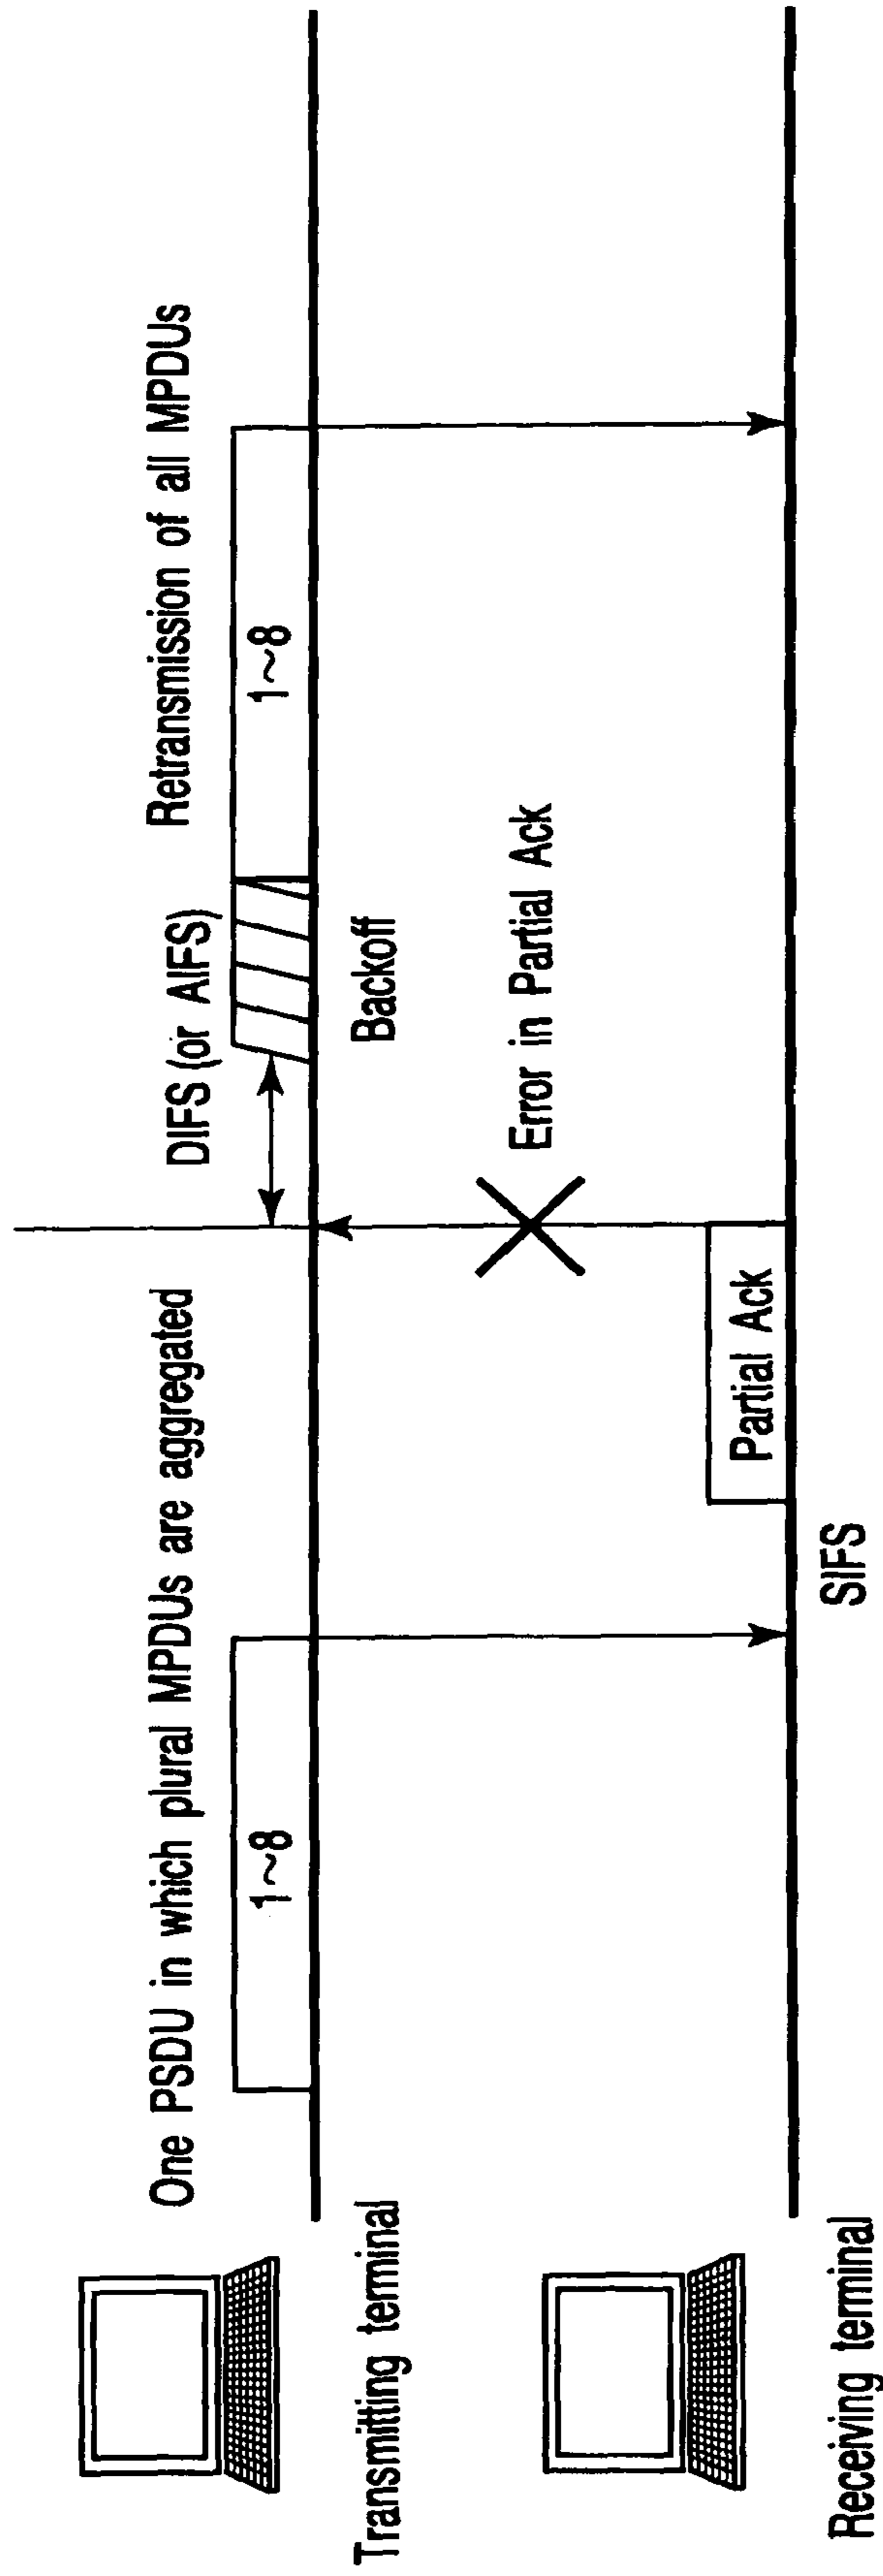 One PSDU in which plural MPDUs are aggregated
DIFS (or AIFS)
Retransmission of all MPDUs
1~8
1~8
Transmitting terminal
Backoff
Error in Partial Ack
Partial Ack
Receiving terminal
SIFS